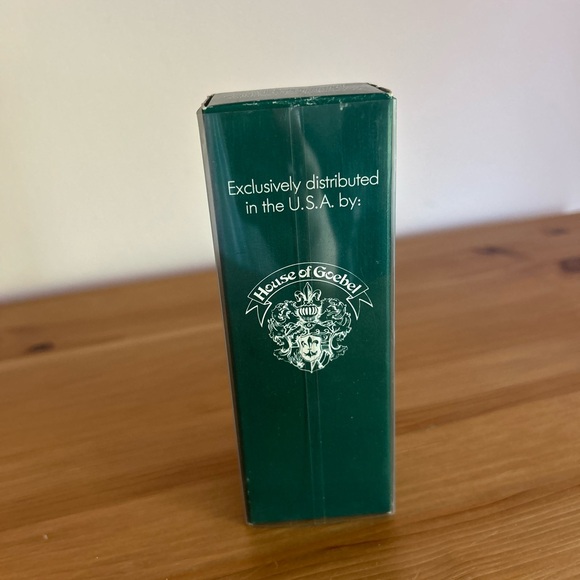 Exclusively distributed
in the U.S.A. by:
House of Goebel